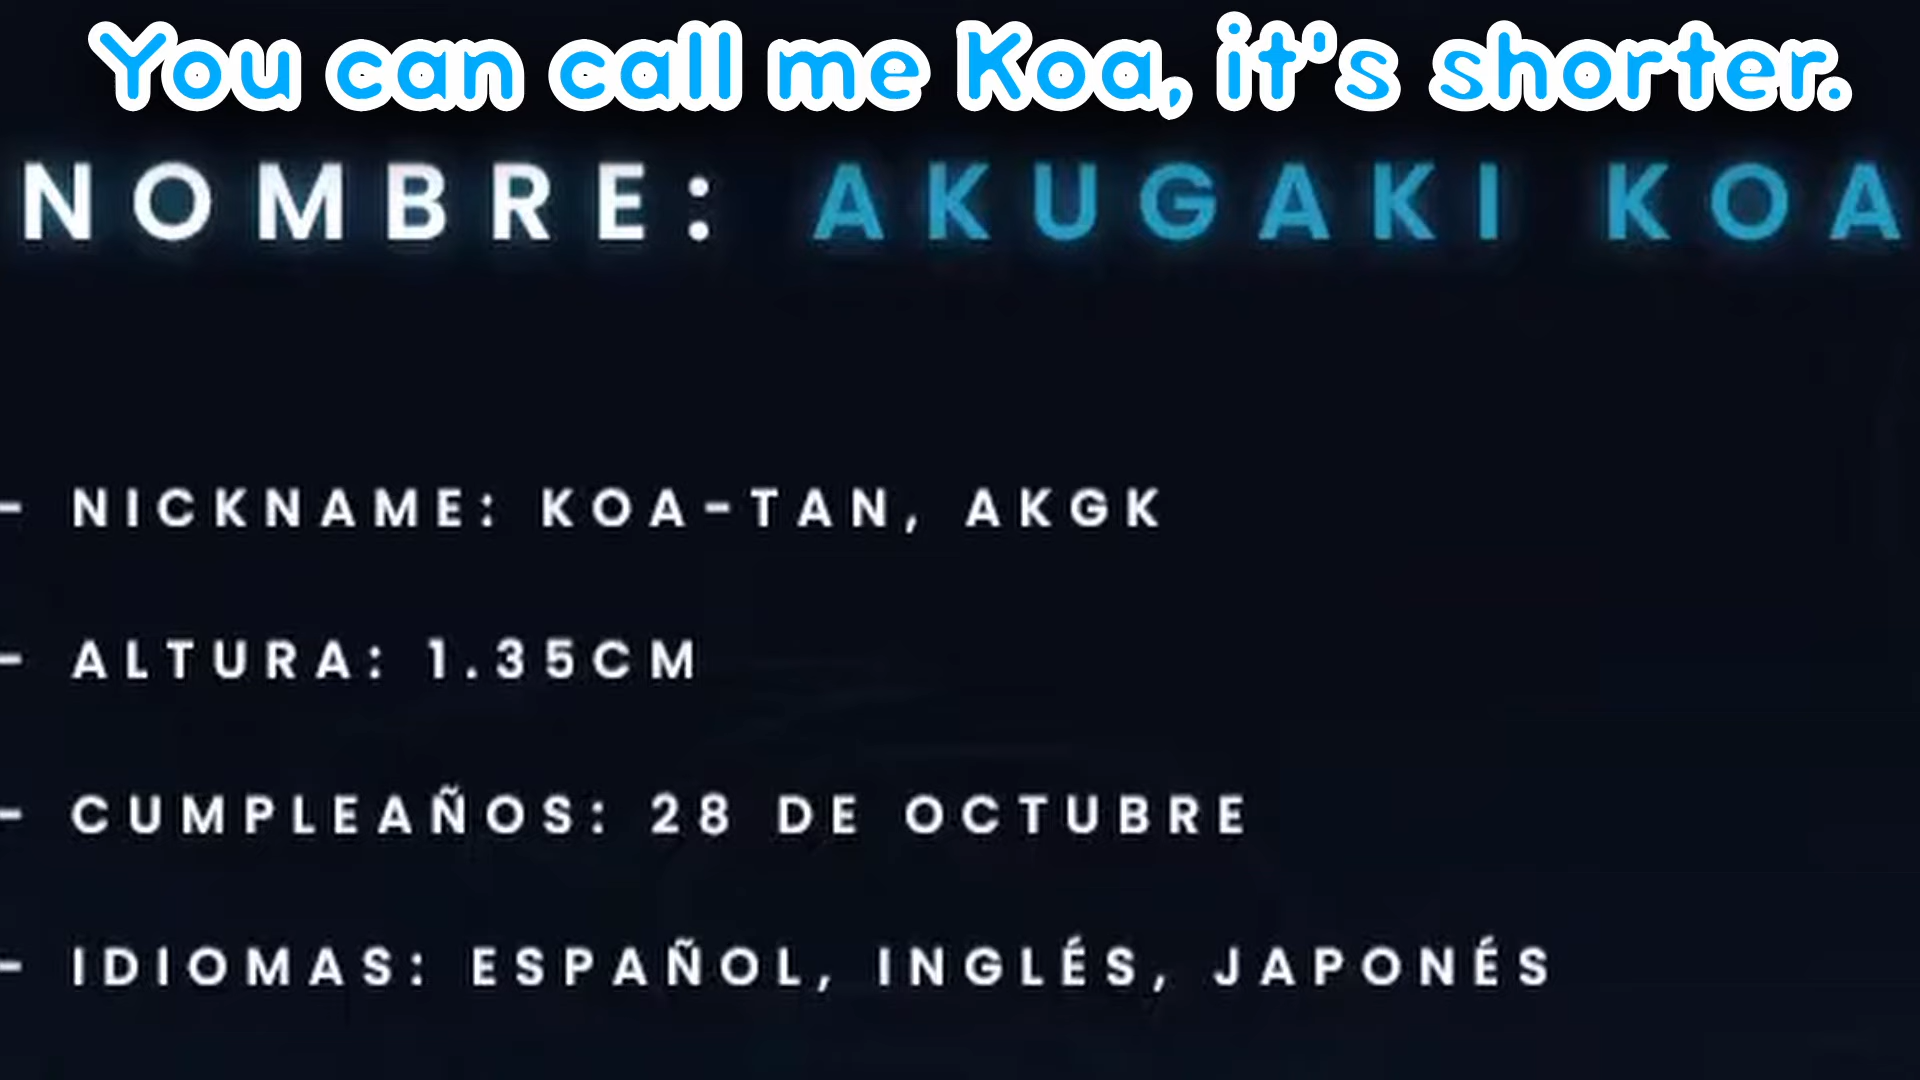 You can call me Koa, it's shorter.
NOMBRE: AKUGAKI KOA
- NICKNAME: KOA-TAN, AKGK
- ALTURA: 1.35CM
- CUMPLEAÑOS: 28 DE OCTUBRE
- IDIOMAS: ESPAÑOL, INGLÉS, JAPONÉS